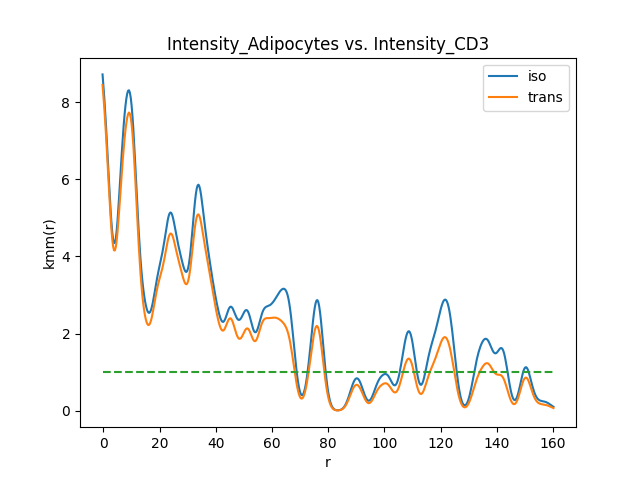 Intensity_Adipocytes vs. Intensity_CD3
iso
trans
kmm(r)
8
6
4
2
0
0 20 40 60 80 100 120 140 160
r